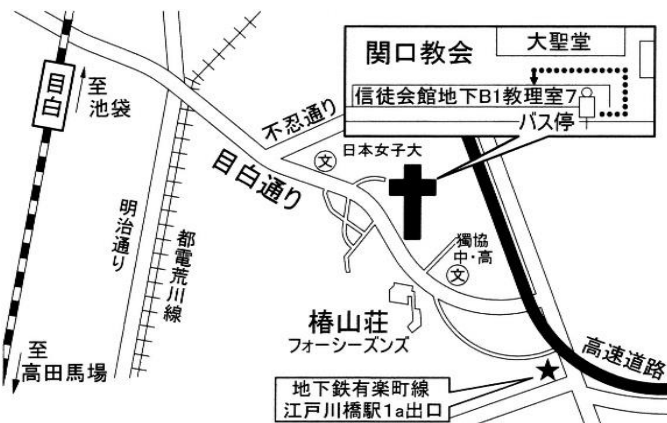 大聖堂
関口教会
信徒会館地下B1教理室7
バス停
目白
至
池袋
不忍通り
日本女子大
文
目白通り
明治通り
都電荒川線
獨協
中・高
文
椿山荘
フォーシーズンズ
至
高田馬場
高速道路
地下鉄有楽町線
江戸川橋駅1a出口